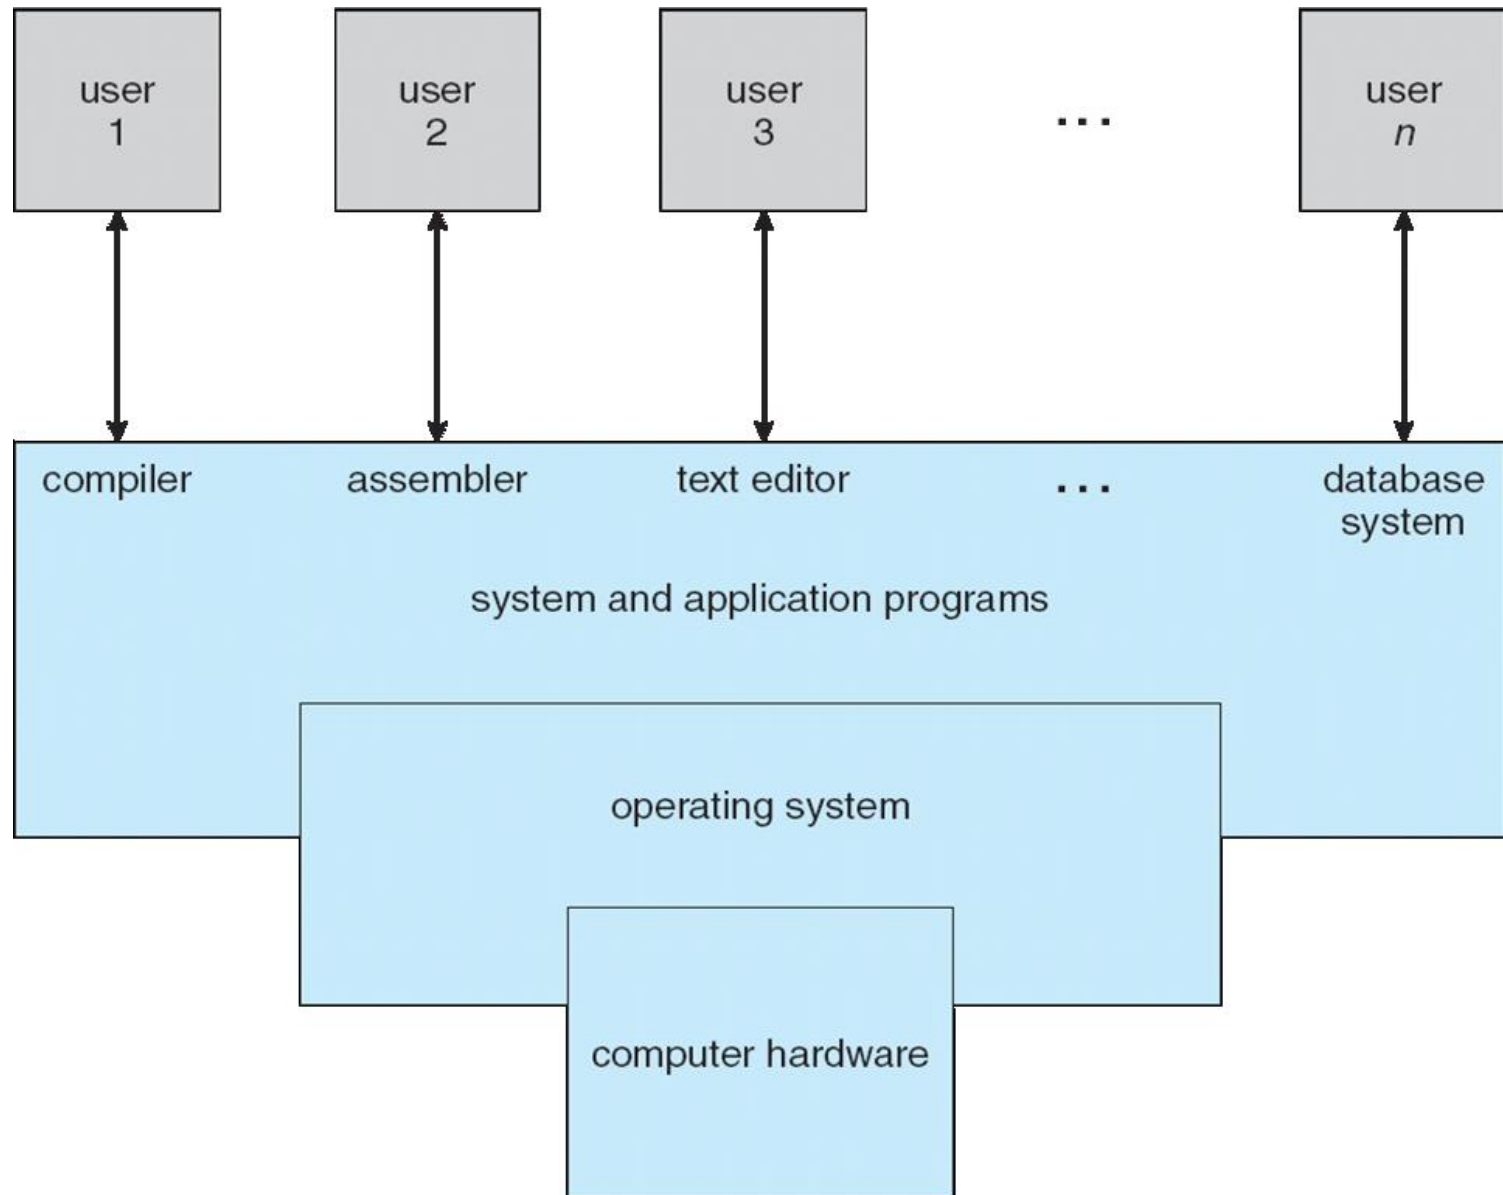 user
1
user
2
user
3
...
user
n
compiler
assembler
text editor
...
database
system
system and application programs
operating system
computer hardware